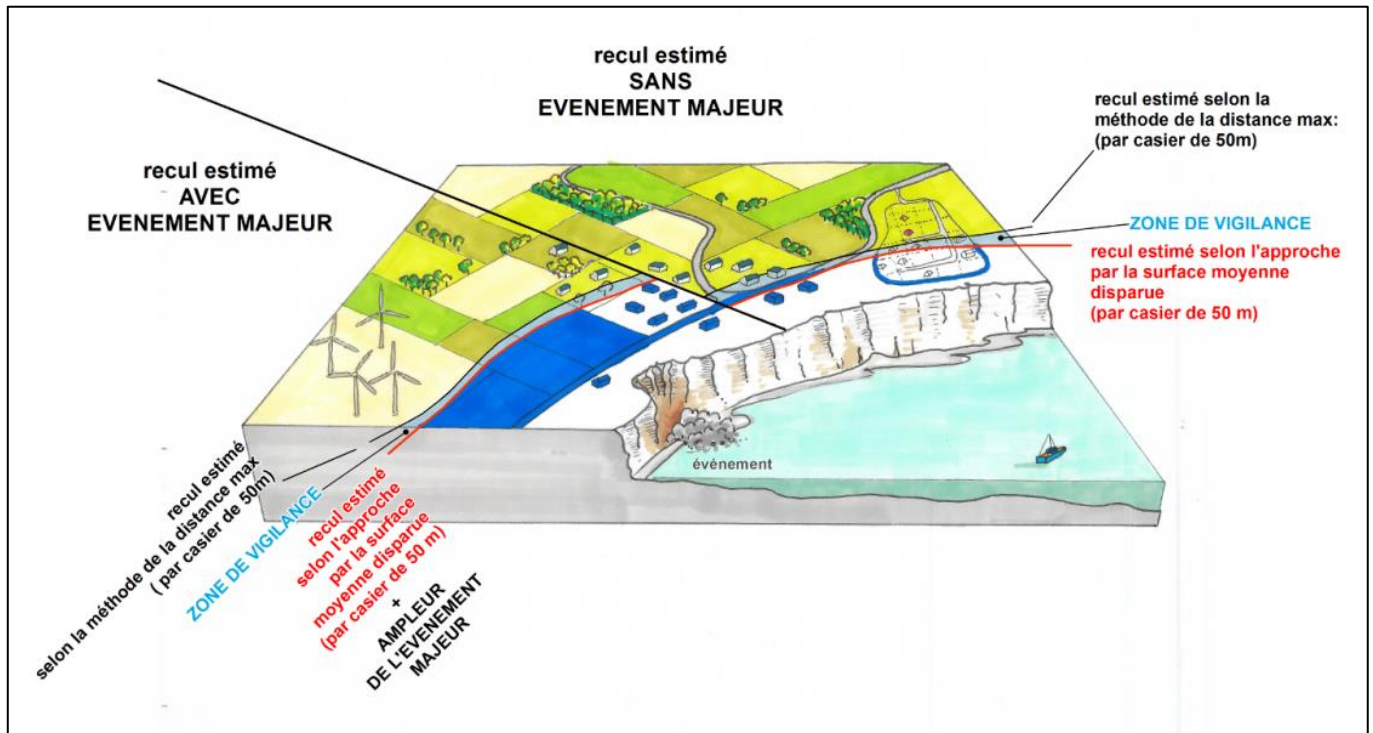 recul estimé
SANS
EVENEMENT MAJEUR
recul estimé
AVEC
EVENEMENT MAJEUR
recul estimé selon la
méthode de la distance max:
(par casier de 50m)
ZONE DE VIGILANCE
recul estimé selon l'approche
par la surface moyenne
disparue
(par casier de 50 m)
événement
recul estimé
selon la méthode de la distance max
( par casier de 50m)
ZONE DE VIGILANCE
recul estimé
selon l'approche
par la surface
moyenne disparue
(par casier de 50 m)
+
AMPLEUR
DE L'EVENEMENT
MAJEUR